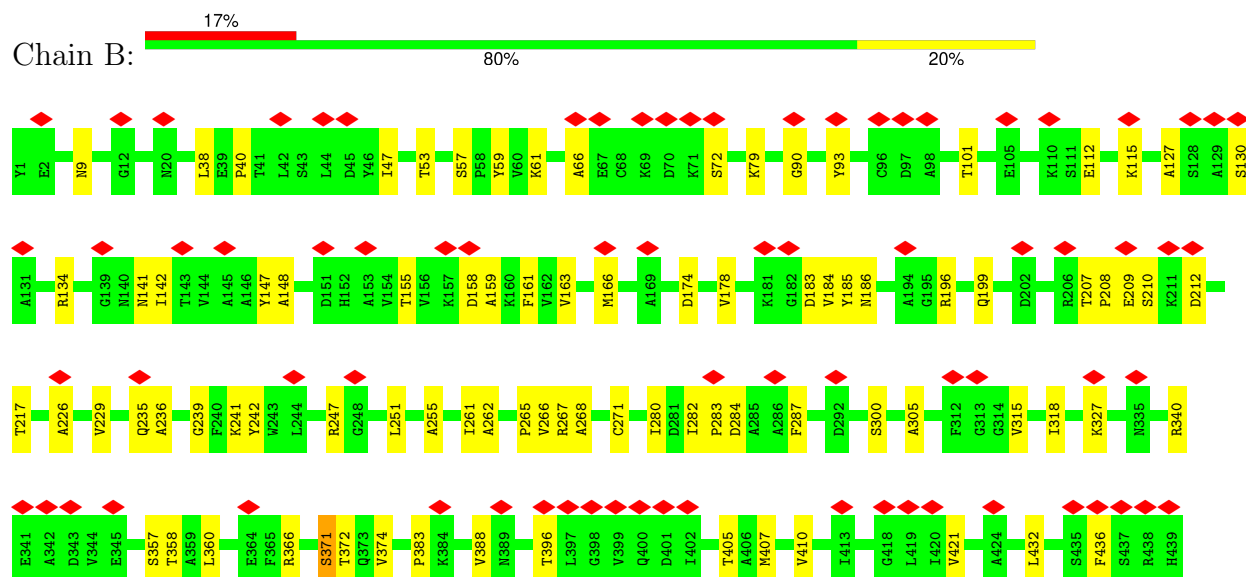 17%
Chain B:
80% 20%
Y1 E2 N9 G12 N20 L38 E39 P40 T41 L42 S43 L44 D45 Y46 I47 T53 S57 P58 Y59 V60 K61 A66 E67 C68 K69 D70 K71 S72 K79 G90 Y93 C96 D97 A98 T101 E105 K110 S111 E112 K115 A127 S128 A129 S130
A131 R134 G139 N140 N141 I142 T143 V144 A145 A146 Y147 A148 D151 H152 A153 V154 T155 V156 K157 D158 A159 K160 F161 V162 V163 M166 A169 D174 V178 K181 G182 D183 V184 Y185 N186 A194 G195 R196 Q199 D202 R206 T207 P208 E209 S210 K211 D212
T217 A226 V229 Q235 A236 G239 F240 K241 Y242 W243 L244 R247 G248 L251 A255 I261 A262 P265 V266 R267 A268 C271 I280 D281 I282 P283 D284 A285 A286 F287 D292 S300 A305 F312 G313 G314 V315 I318 K327 N335 R340
E341 A342 D343 V344 E345 S357 T358 A359 L360 E364 F365 R366 S371 T372 Q373 V374 P383 K384 V388 N389 T396 L397 G398 V399 Q400 D401 I402 T405 A406 M407 V410 I413 G418 L419 I420 V421 A424 L432 S435 F436 S437 R438 H439